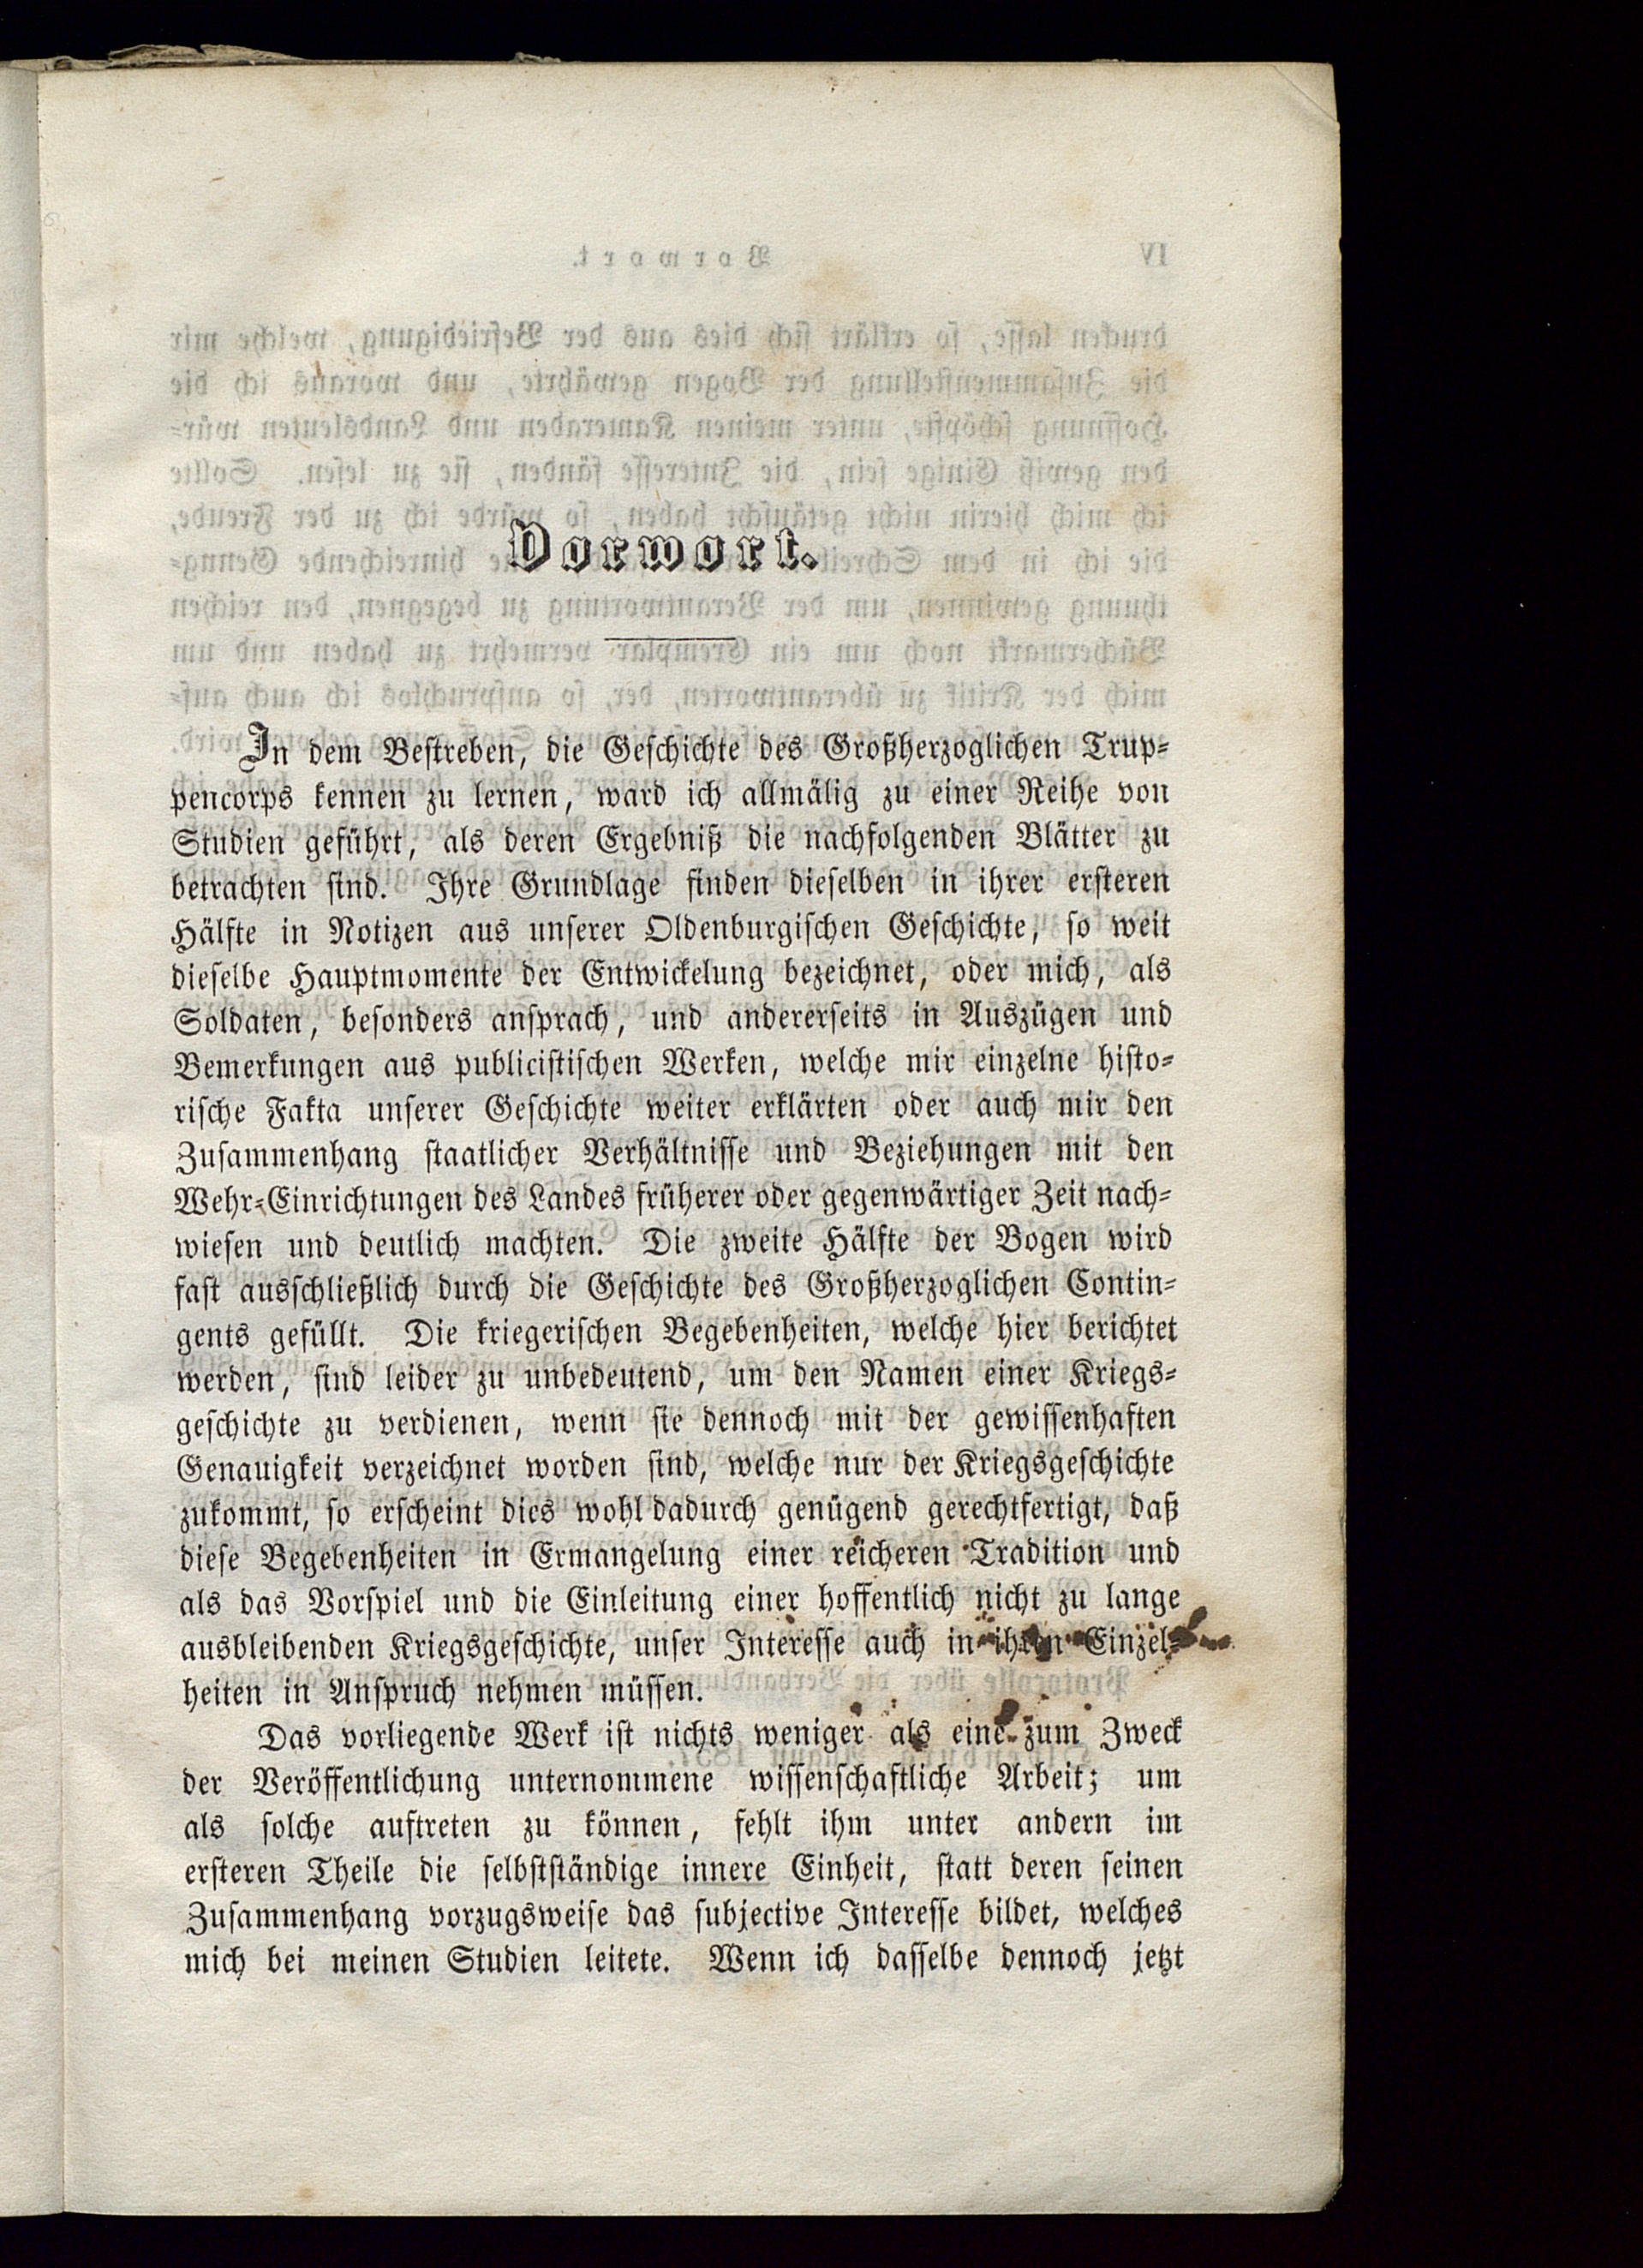 Vorwort.
In dem Bestreben, die Geschichte des Großherzoglichen Trup-
pencorps kennen zu lernen, ward ich allmälig zu einer Reihe von
Studien geführt, als deren Ergebniß die nachfolgenden Blätter zu
betrachten sind. Ihre Grundlage finden dieselben in ihrer ersteren
Hälfte in Notizen aus unserer Oldenburgischen Geschichte, so weit
dieselbe Hauptmomente der Entwickelung bezeichnet, oder mich, als
Soldaten, besonders ansprach, und andererseits in Auszügen und
Bemerkungen aus publicistischen Werken, welche mir einzelne histo-
rische Fakta unserer Geschichte weiter erklärten oder auch mir den
Zusammenhang staatlicher Verhältnisse und Beziehungen mit den
Wehr-Einrichtungen des Landes früherer oder gegenwärtiger Zeit nach-
wiesen und deutlich machten. Die zweite Hälfte der Bogen wird
fast ausschließlich durch die Geschichte des Großherzoglichen Contin-
gents gefüllt. Die kriegerischen Begebenheiten, welche hier berichtet
werden, sind leider zu unbedeutend, um den Namen einer Kriegs-
geschichte zu verdienen, wenn sie dennoch mit der gewissenhaften
Genauigkeit verzeichnet worden sind, welche nur der Kriegsgeschichte
zukommt, so erscheint dies wohl dadurch genügend gerechtfertigt, daß
diese Begebenheiten in Ermangelung einer reicheren Tradition und
als das Vorspiel und die Einleitung einer hoffentlich nicht zu lange
ausbleibenden Kriegsgeschichte, unser Interesse auch in ihren Einzel-
heiten in Anspruch nehmen müssen.
Das vorliegende Werk ist nichts weniger als eine zum Zweck
der Veröffentlichung unternommene wissenschaftliche Arbeit; um
als solche auftreten zu können, fehlt ihm unter andern im
ersteren Theile die selbstständige innere Einheit, statt deren seinen
Zusammenhang vorzugsweise das subjective Interesse bildet, welches
mich bei meinen Studien leitete. Wenn ich dasselbe dennoch jetzt